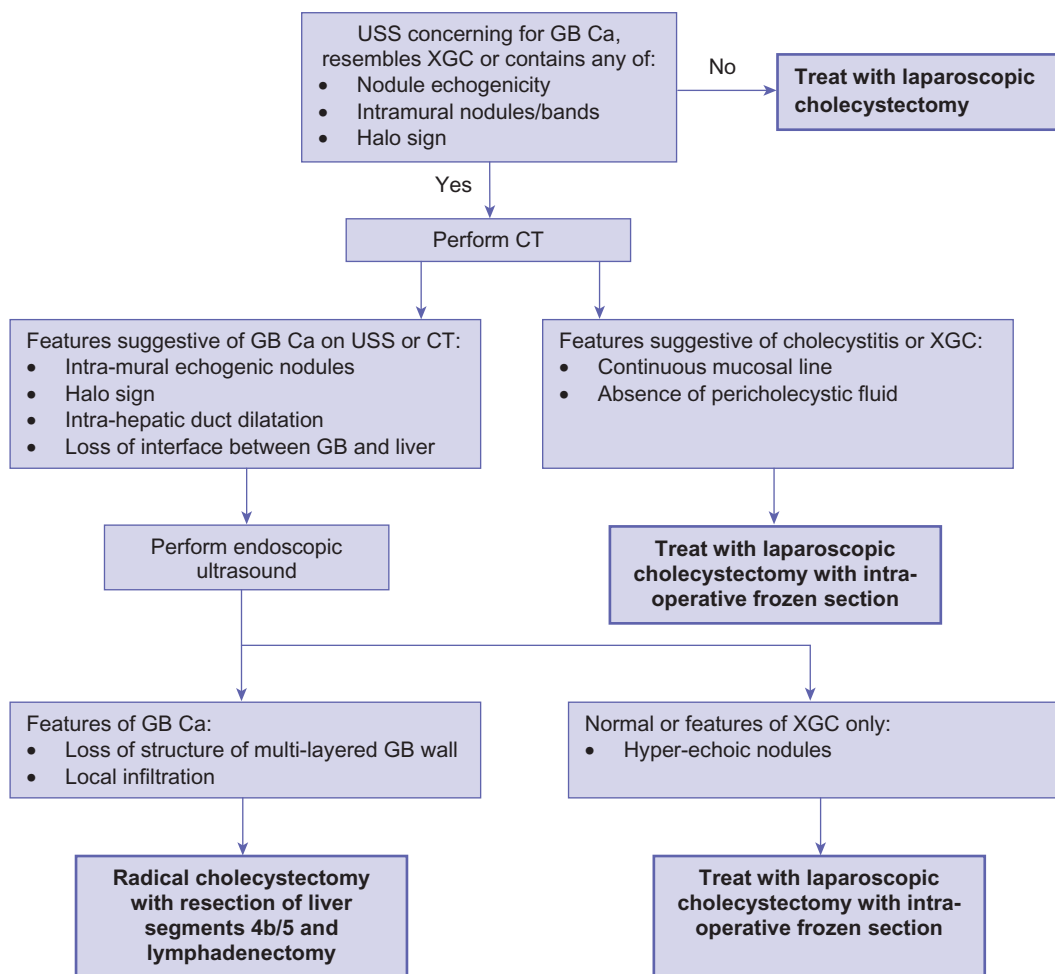 USS concerning for GB Ca,
resembles XGC or contains any of:
• Nodule echogenicity
• Intramural nodules/bands
• Halo sign
No
Treat with laparoscopic
cholecystectomy
Yes
Perform CT
Features suggestive of GB Ca on USS or CT:
• Intra-mural echogenic nodules
• Halo sign
• Intra-hepatic duct dilatation
• Loss of interface between GB and liver
Features suggestive of cholecystitis or XGC:
• Continuous mucosal line
• Absence of pericholecystic fluid
Perform endoscopic
ultrasound
Treat with laparoscopic
cholecystectomy with intra-
operative frozen section
Features of GB Ca:
• Loss of structure of multi-layered GB wall
• Local infiltration
Normal or features of XGC only:
• Hyper-echoic nodules
Radical cholecystectomy
with resection of liver
segments 4b/5 and
lymphadenectomy
Treat with laparoscopic
cholecystectomy with intra-
operative frozen section